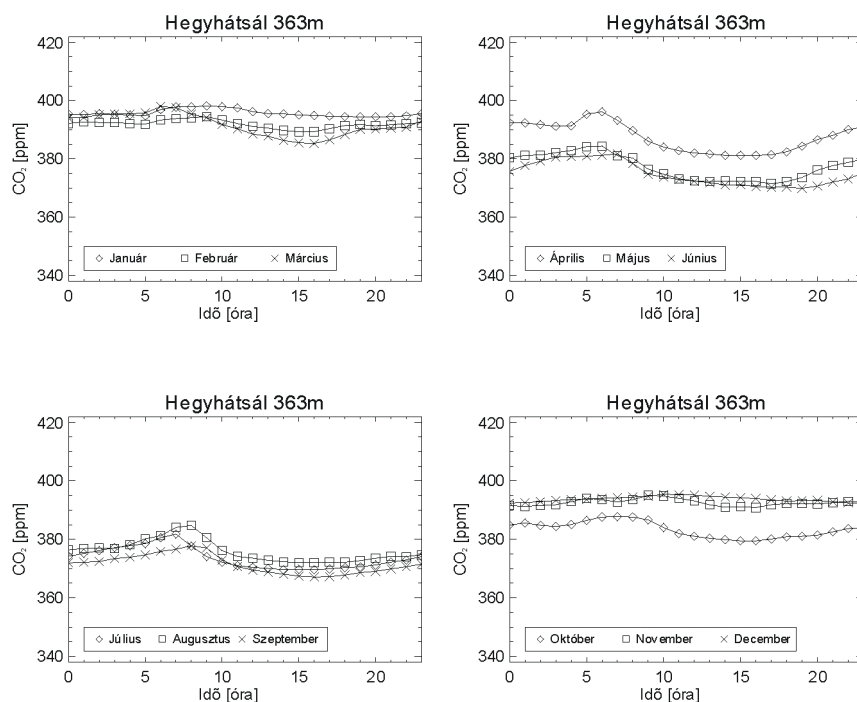 Hegyhátsál 363m
420
400
380
360
340
CO₂ [ppm]
Január Február Március
0 5 10 15 20
Idő [óra]
Hegyhátsál 363m
420
400
380
360
340
CO₂ [ppm]
Április Május Június
0 5 10 15 20
Idő [óra]
Hegyhátsál 363m
420
400
380
360
340
CO₂ [ppm]
Július Augusztus Szeptember
0 5 10 15 20
Idő [óra]
Hegyhátsál 363m
420
400
380
360
340
CO₂ [ppm]
Október November December
0 5 10 15 20
Idő [óra]